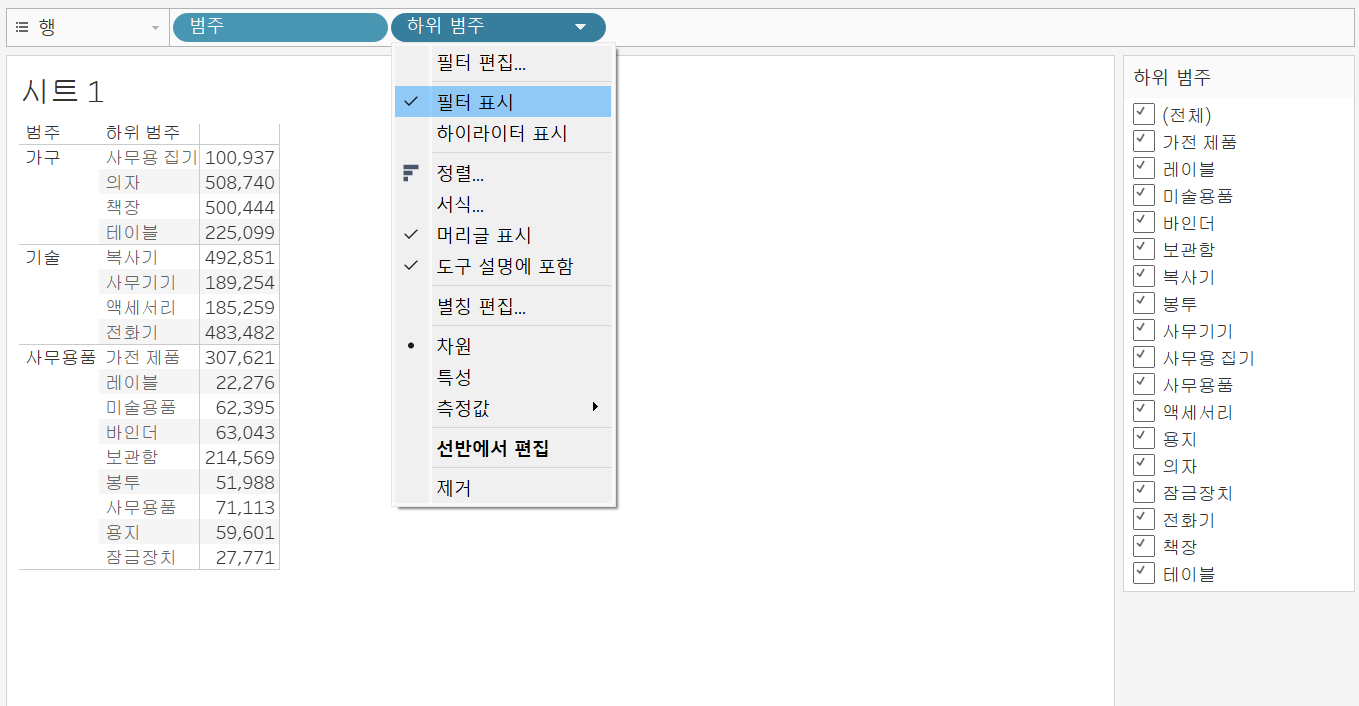 행
범주
하위 범주
필터 편집...
필터 표시
하이라이터 표시
정렬...
서식...
머리글 표시
도구 설명에 포함
별칭 편집...
차원
특성
측정값
선반에서 편집
제거
시트 1
범주 하위 범주
가구 사무용 집기 100,937
의자 508,740
책장 500,444
테이블 225,099
기술 복사기 492,851
사무기기 189,254
액세서리 185,259
전화기 483,482
사무용품 가전 제품 307,621
레이블 22,276
미술용품 62,395
바인더 63,043
보관함 214,569
봉투 51,988
사무용품 71,113
용지 59,601
잠금장치 27,771
하위 범주
(전체)
가전 제품
레이블
미술용품
바인더
보관함
복사기
봉투
사무기기
사무용 집기
사무용품
액세서리
용지
의자
잠금장치
전화기
책장
테이블